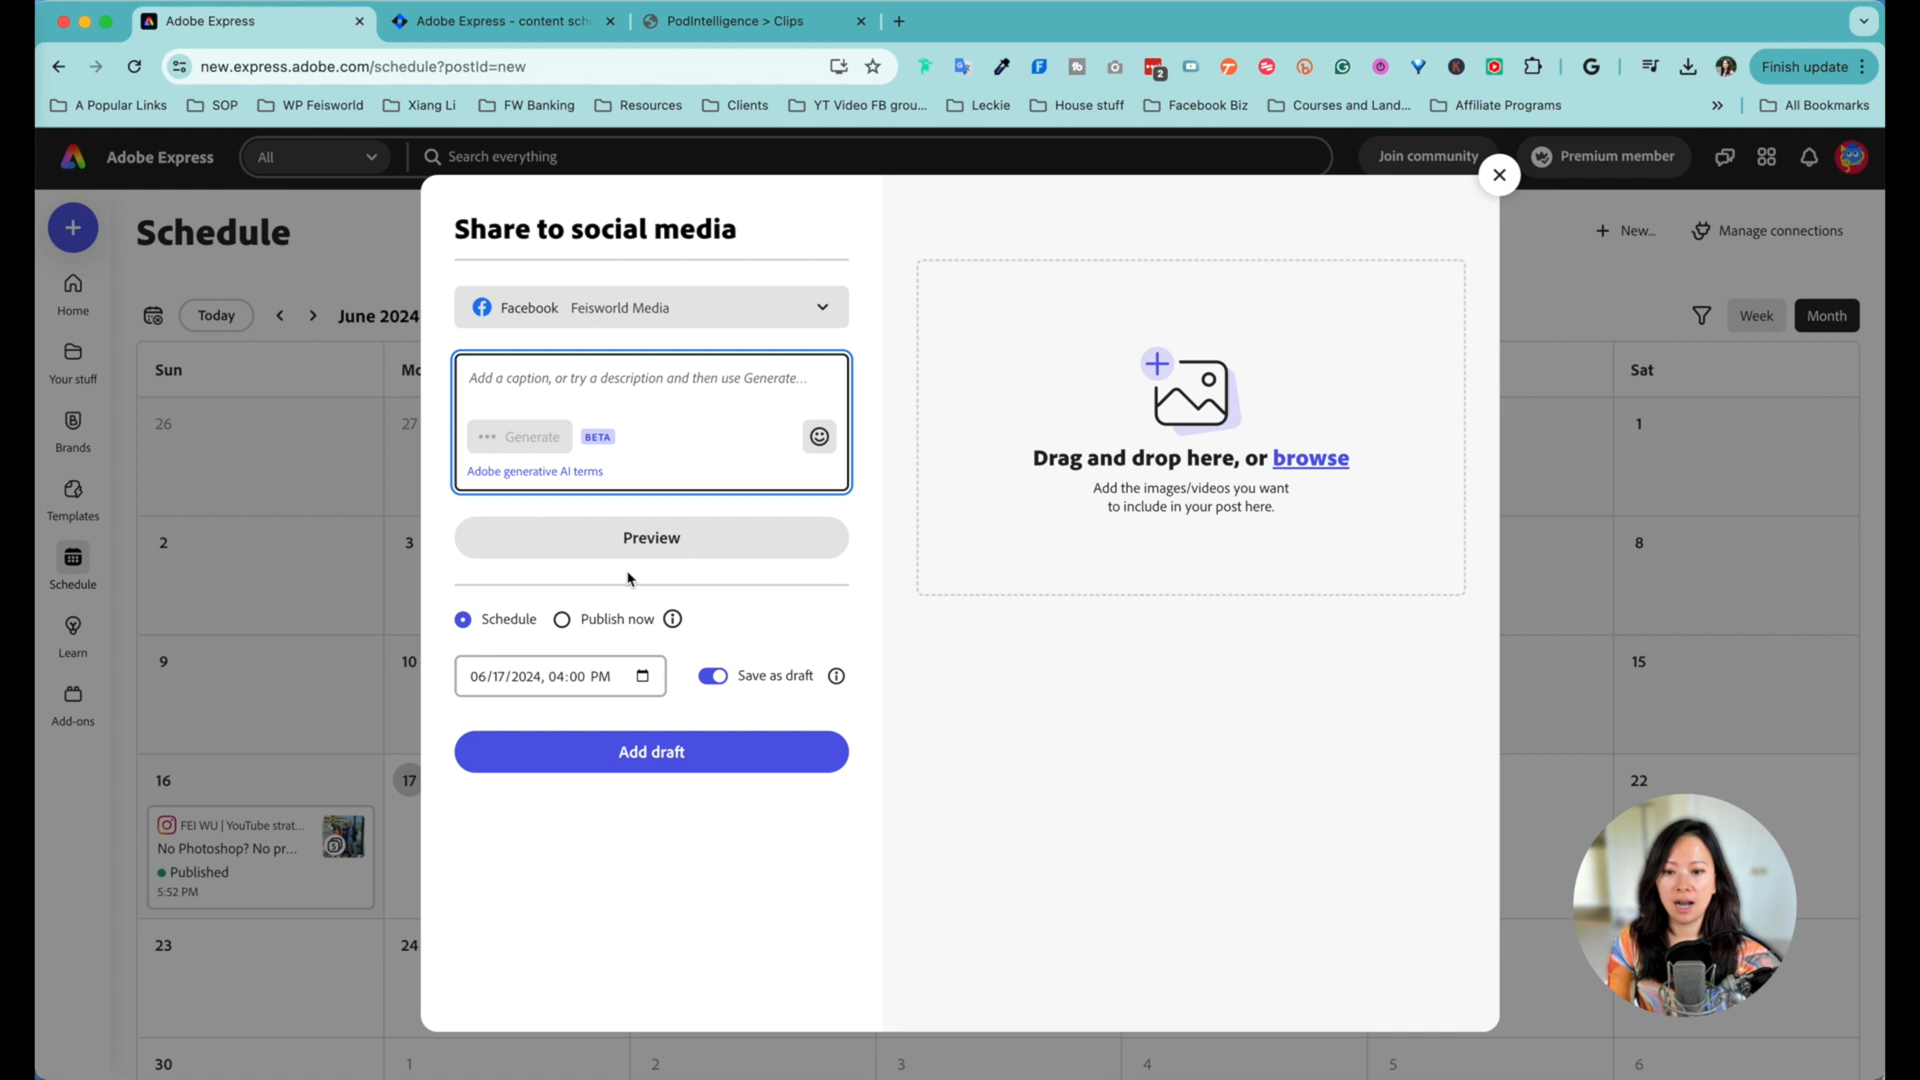 Adobe Express
Adobe Express - content sch
PodIntelligence > Clips
new.express.adobe.com/schedule?postId=new
2
Finish update
A Popular Links
SOP
WP Feisworld
Xiang Li
FW Banking
Resources
Clients
YT Video FB grou...
Leckie
House stuff
Facebook Biz
Courses and Land...
Affiliate Programs
All Bookmarks
Adobe Express
All
Search everything
Join community
Premium member
Schedule
+ New...
Manage connections
Today
June 2024
Week
Month
Home
Your stuff
Brands
Templates
Schedule
Learn
Add-ons
Sun
Mo
Sat
26
27
1
2
3
8
9
10
15
16
17
22
FEI WU | YouTube strat...
No Photoshop? No pr...
Published
5:52 PM
23
24
30
1
2
3
4
5
6
Share to social media
Facebook Feisworld Media
Add a caption, or try a description and then use Generate...
Generate
BETA
Adobe generative AI terms
Preview
Schedule
Publish now
06/17/2024, 04:00 PM
Save as draft
Add draft
Drag and drop here, or browse
Add the images/videos you want
to include in your post here.